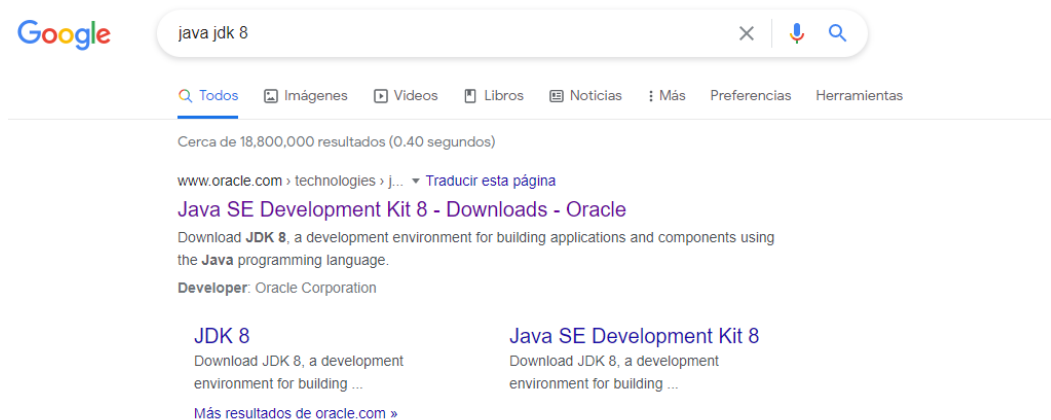 Google
java jdk 8
Todos Imágenes Videos Libros Noticias Más Preferencias Herramientas
Cerca de 18,800,000 resultados (0.40 segundos)
www.oracle.com › technologies › j... Traducir esta página
Java SE Development Kit 8 - Downloads - Oracle
Download JDK 8, a development environment for building applications and components using
the Java programming language.
Developer: Oracle Corporation
JDK 8
Download JDK 8, a development
environment for building ...
Java SE Development Kit 8
Download JDK 8, a development
environment for building ...
Más resultados de oracle.com »